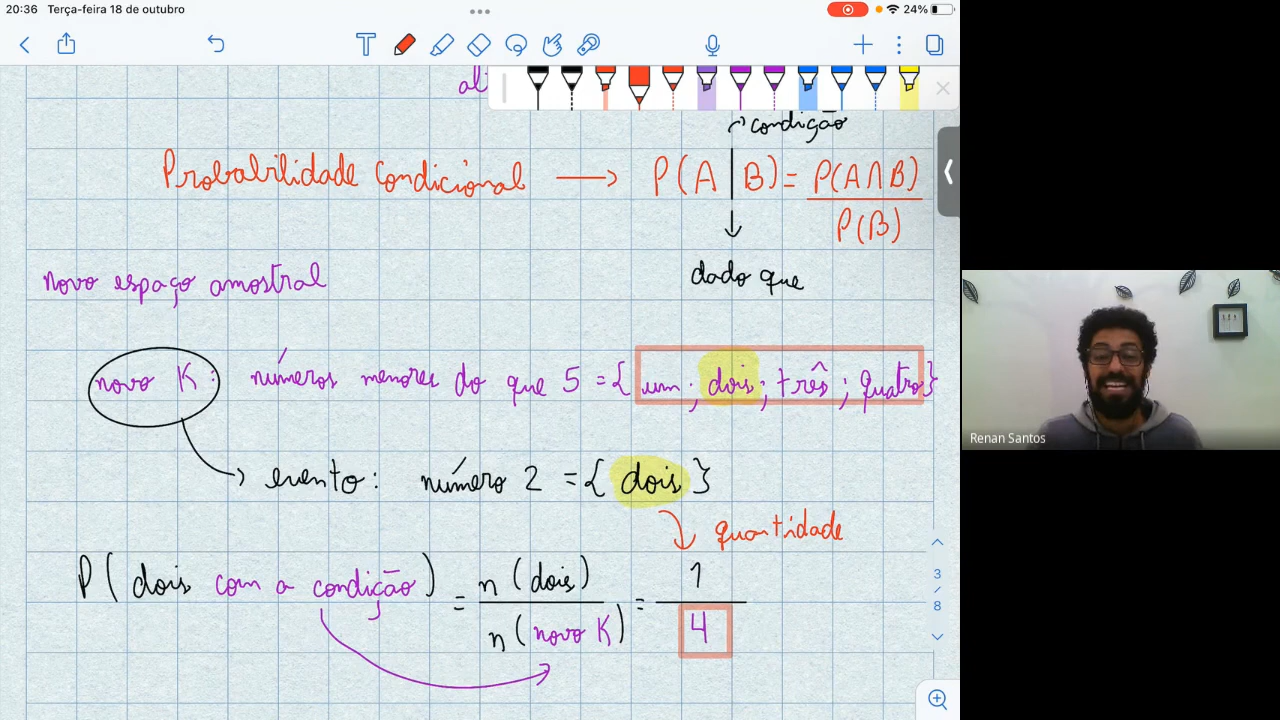 20:36 Terça-feira 18 de outubro
24%
condição
Probabilidade Condicional → P(A | B) = P(A∩B)
P(B)
dado que
novo espaço amostral
novo K: números menores do que 5 = { um; dois; três; quatro }
evento: número 2 = { dois }
quantidade
P( dois com a condição ) = n (dois) = 1
n (novo K) 4
3
/
8
Renan Santos